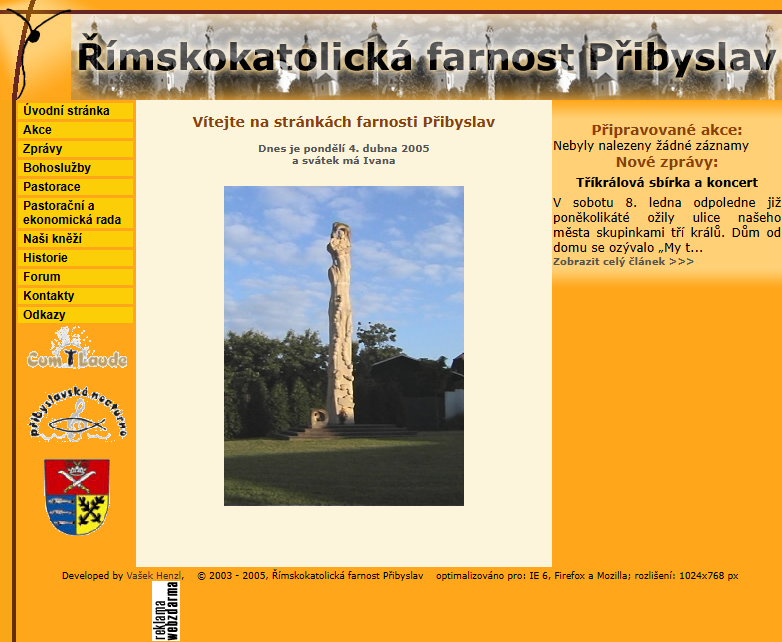 Římskokatolická farnost Přibyslav
Úvodní stránka
Akce
Zprávy
Bohoslužby
Pastorace
Pastorační a
ekonomická rada
Naši kněží
Historie
Forum
Kontakty
Odkazy
Cum Laude
přibyslavské nocturno
Vítejte na stránkách farnosti Přibyslav
Dnes je pondělí 4. dubna 2005
a svátek má Ivana
Připravované akce:
Nebyly nalezeny žádné záznamy
Nové zprávy:
Tříkrálová sbírka a koncert
V sobotu 8. ledna odpoledne již
poněkolikáté ožily ulice našeho
města skupinkami tří králů. Dům od
domu se ozývalo „My t...
Zobrazit celý článek >>>
Developed by Vašek Henzl, © 2003 - 2005, Římskokatolická farnost Přibyslav optimalizováno pro: IE 6, Firefox a Mozilla; rozlišení: 1024x768 px
reklama
webzdarma